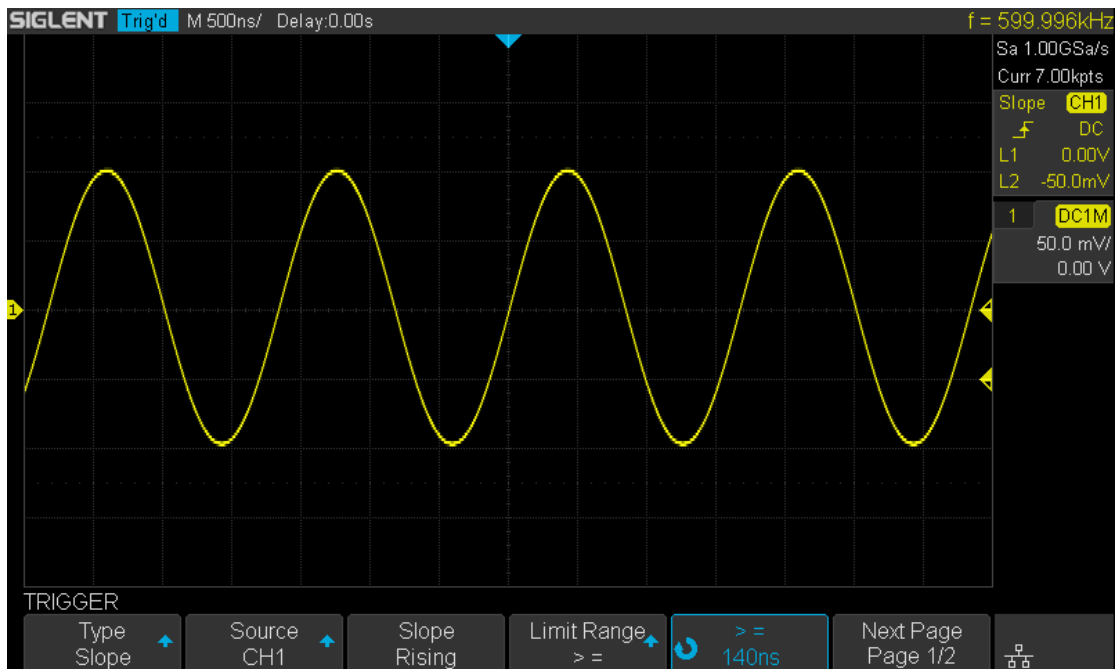 SIGLENT Trig'd M 500ns/ Delay:0.00s f = 599.996kHz
Sa 1.00GSa/s
Curr 7.00kpts
Slope CH1
DC
L1 0.00V
L2 -50.0mV
1 DC1M
50.0 mV/
0.00 V
1
TRIGGER
Type
Slope
Source
CH1
Slope
Rising
Limit Range
> =
> =
140ns
Next Page
Page 1/2